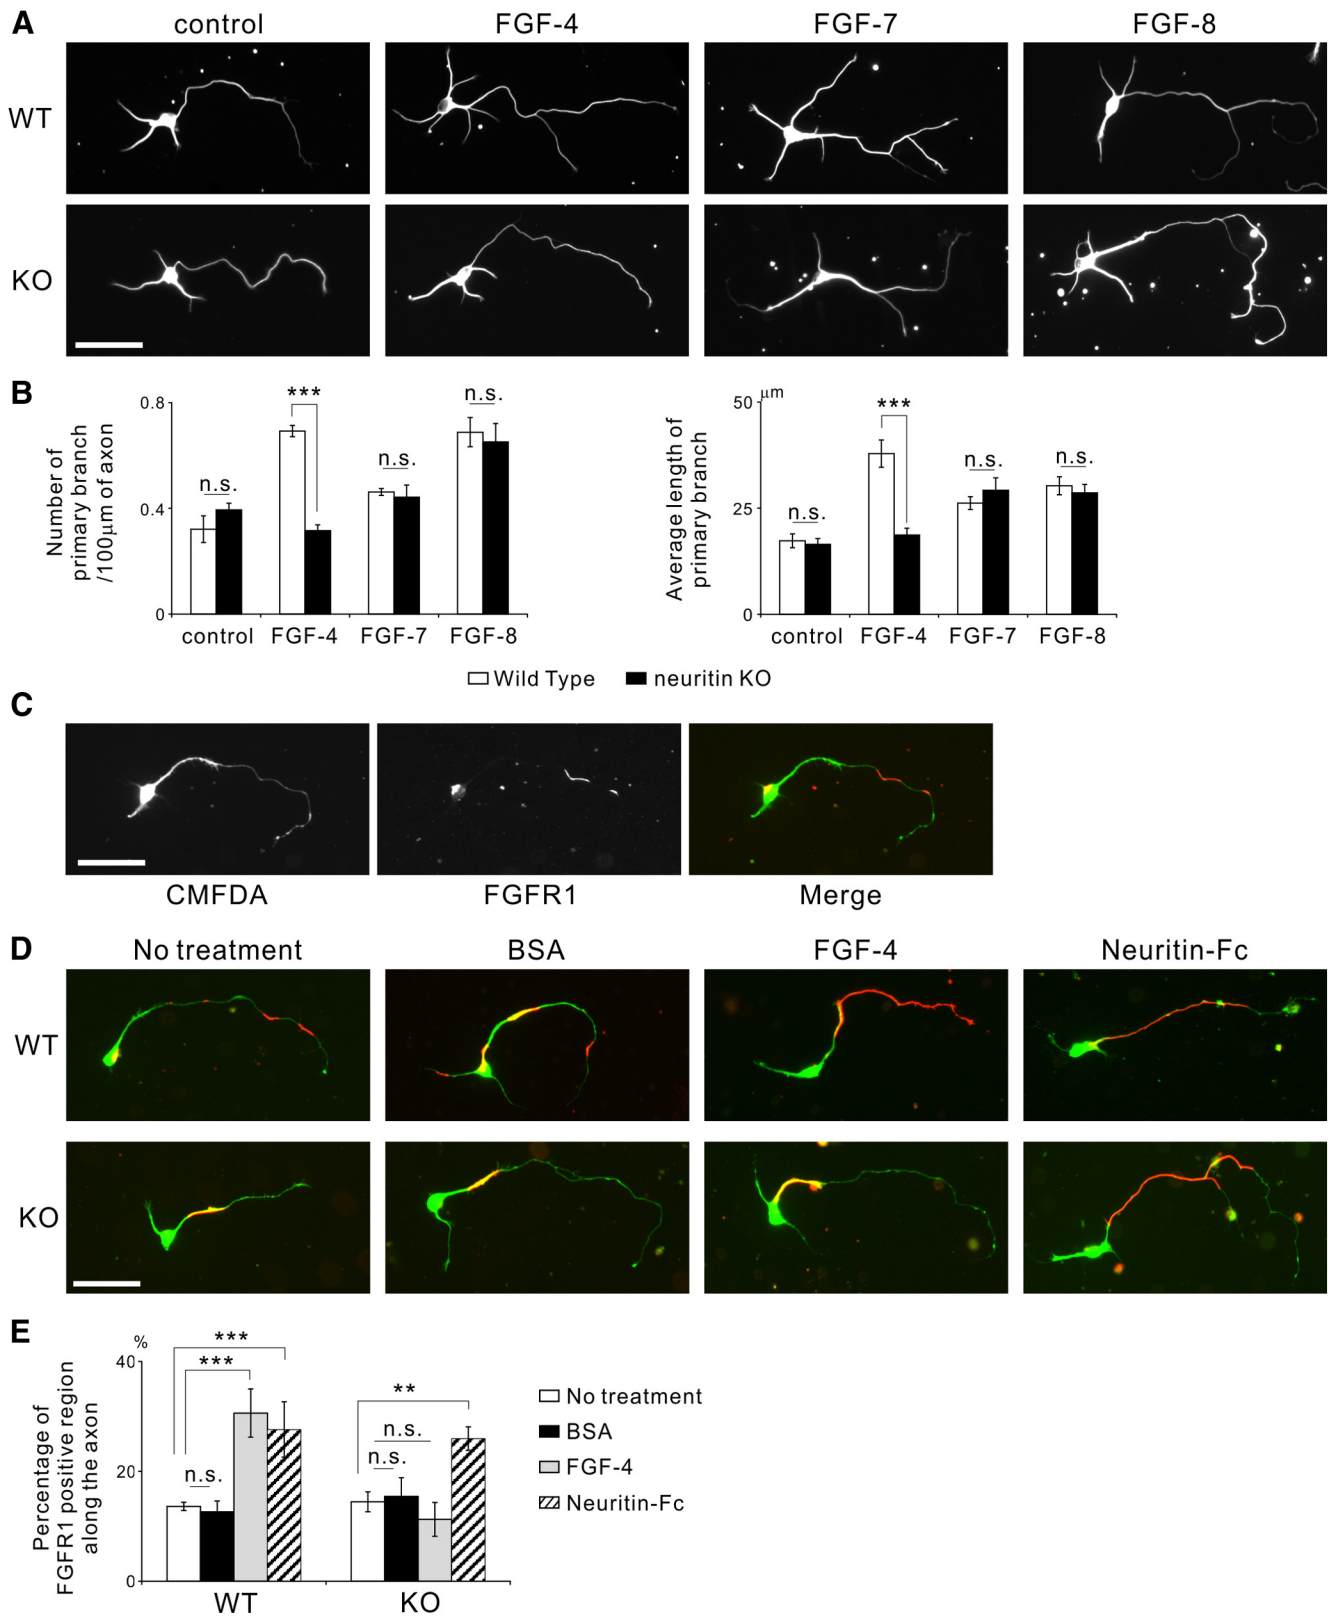 A
control
FGF-4
FGF-7
FGF-8
WT
KO
B
Number of
primary branch
/100μm of axon
0.8
0.4
0
n.s.
***
n.s.
n.s.
control
FGF-4
FGF-7
FGF-8
Average length of
primary branch
μm
50
25
0
n.s.
***
n.s.
n.s.
control
FGF-4
FGF-7
FGF-8
Wild Type
neuritin KO
C
CMFDA
FGFR1
Merge
D
No treatment
BSA
FGF-4
Neuritin-Fc
WT
KO
E
Percentage of
FGFR1 positive region
along the axon
%
40
20
0
***
***
n.s.
**
n.s.
n.s.
WT
KO
No treatment
BSA
FGF-4
Neuritin-Fc